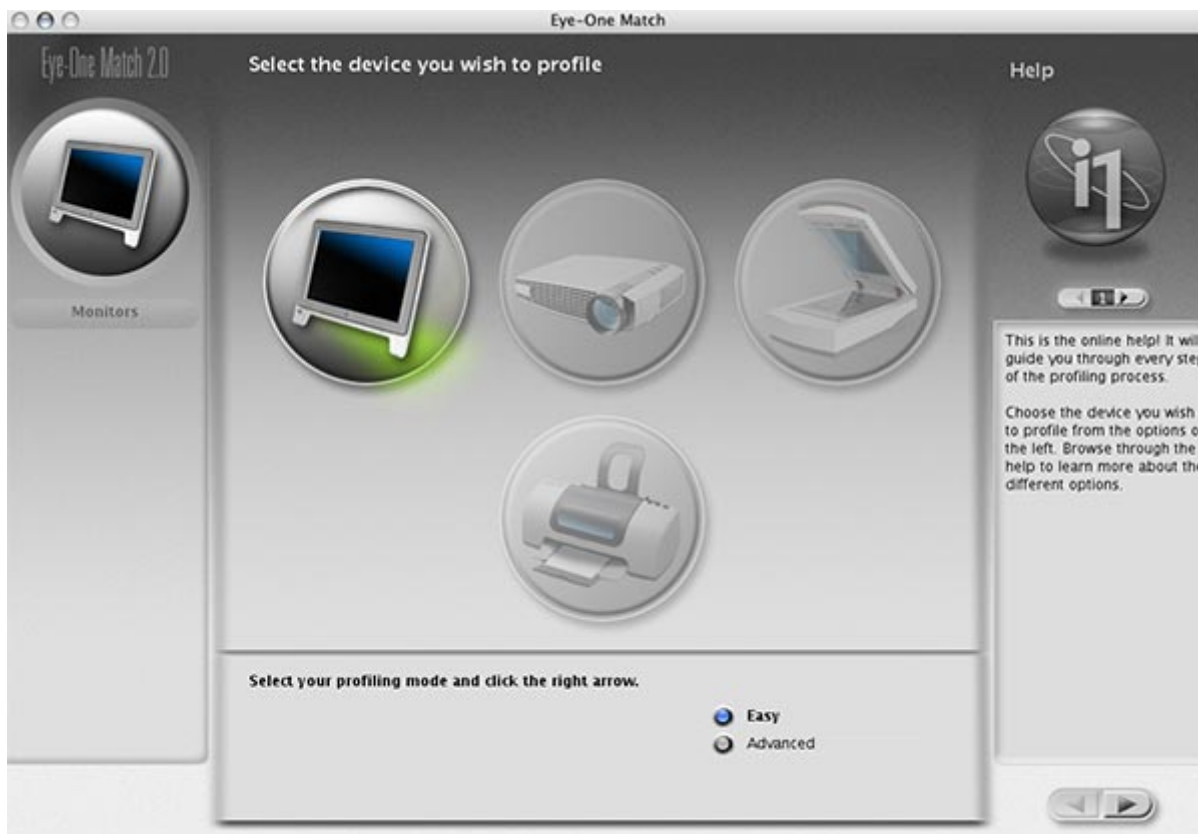 Eye-One Match
Eye-One Match 2.0
Monitors
Select the device you wish to profile
Select your profiling mode and click the right arrow.
Easy
Advanced
Help
i1
1
This is the online help! It will
guide you through every
of the profiling process.
Choose the device you wish
to profile from the options
the left. Browse through the
help to learn more about
different options.